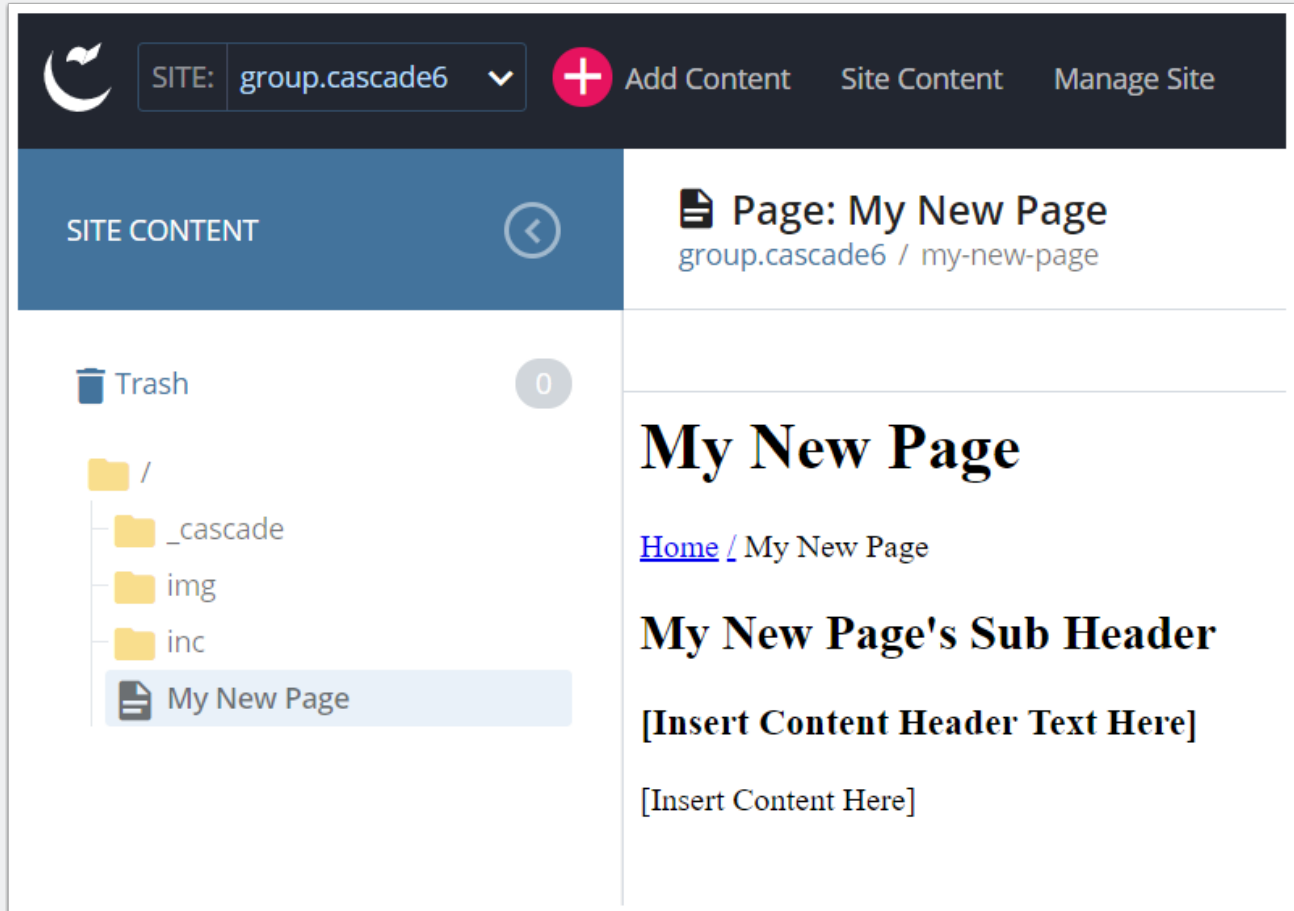 SITE: group.cascade6 Add Content Site Content Manage Site
SITE CONTENT
Page: My New Page
group.cascade6 / my-new-page
Trash 0
/
_cascade
img
inc
My New Page
My New Page
Home / My New Page
My New Page's Sub Header
[Insert Content Header Text Here]
[Insert Content Here]